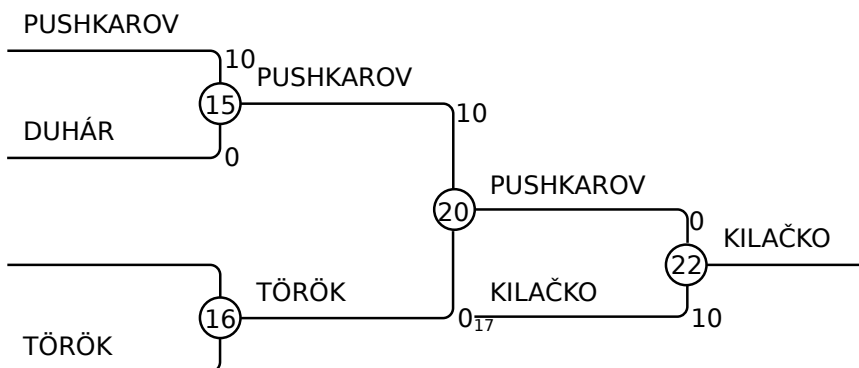 PUSHKAROV
10
15
PUSHKAROV
DUHÁR
0
10
20
PUSHKAROV
0
22
KILAČKO
16
TÖRÖK
0
17
KILAČKO
10
TÖRÖK